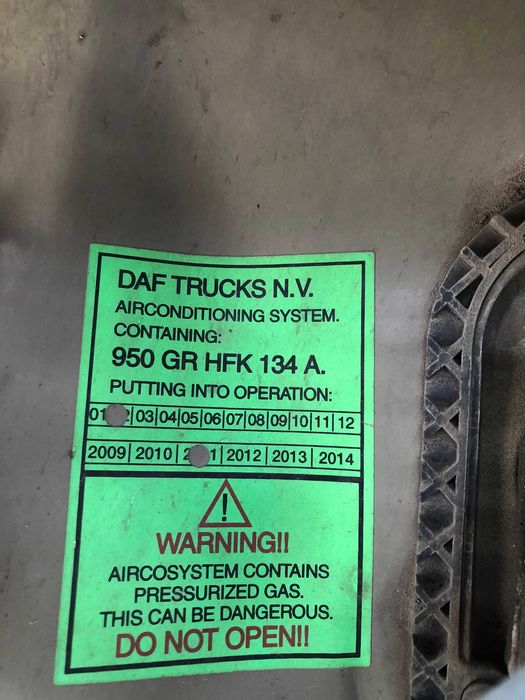 DAF TRUCKS N.V.
AIRCONDITIONING SYSTEM.
CONTAINING:
950 GR HFK 134 A.
PUTTING INTO OPERATION:
01| |03|04|05|06|07|08|09|10|11|12
2009|2010| |2012|2013|2014
!
WARNING!!
AIRCOSYSTEM CONTAINS
PRESSURIZED GAS.
THIS CAN BE DANGEROUS.
DO NOT OPEN!!